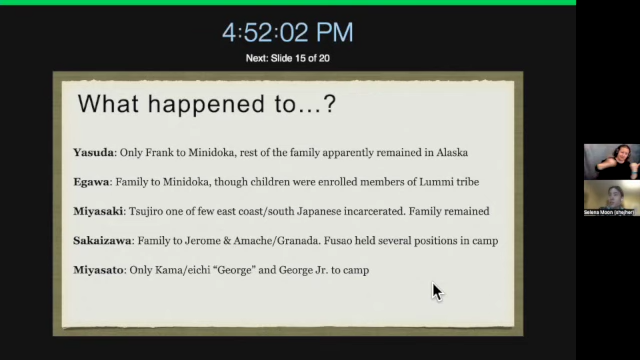 4:52:02 PM
Next: Slide 15 of 20
What happened to...?
Yasuda: Only Frank to Minidoka, rest of the family apparently remained in Alaska
Egawa: Family to Minidoka, though children were enrolled members of Lummi tribe
Miyasaki: Tsujiro one of few east coast/south Japanese incarcerated. Family remained
Sakaizawa: Family to Jerome & Amache/Granada. Fusao held several positions in camp
Miyasato: Only Kama/eichi “George” and George Jr. to camp
Selena Moon (she/her)